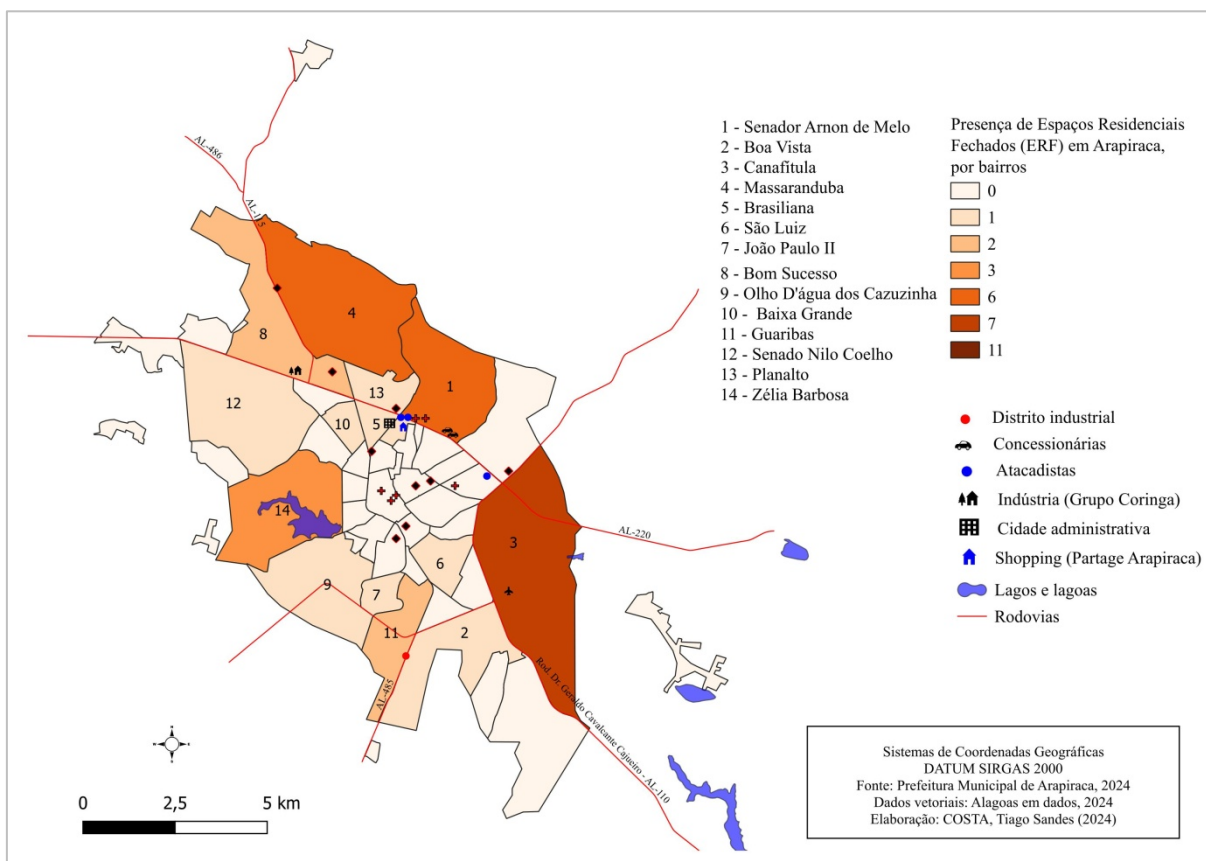 1 - Senador Arnon de Melo
2 - Boa Vista
3 - Canafítula
4 - Massaranduba
5 - Brasiliana
6 - São Luiz
7 - João Paulo II
8 - Bom Sucesso
9 - Olho D'água dos Cazuzinha
10 - Baixa Grande
11 - Guaribas
12 - Senado Nilo Coelho
13 - Planalto
14 - Zélia Barbosa
Presença de Espaços Residenciais
Fechados (ERF) em Arapiraca,
por bairros
0
1
2
3
6
7
11
Distrito industrial
Concessionárias
Atacadistas
Indústria (Grupo Coringa)
Cidade administrativa
Shopping (Partage Arapiraca)
Lagos e lagoas
Rodovias
AL-486
AL-115
4
8
1
13
12
10
5
14
3
AL-220
6
9
7
11
2
AL-485
Rod. Dr. Geraldo Cavalcante Cajueiro - AL-110
0 2,5 5 km
Sistemas de Coordenadas Geográficas
DATUM SIRGAS 2000
Fonte: Prefeitura Municipal de Arapiraca, 2024
Dados vetoriais: Alagoas em dados, 2024
Elaboração: COSTA, Tiago Sandes (2024)